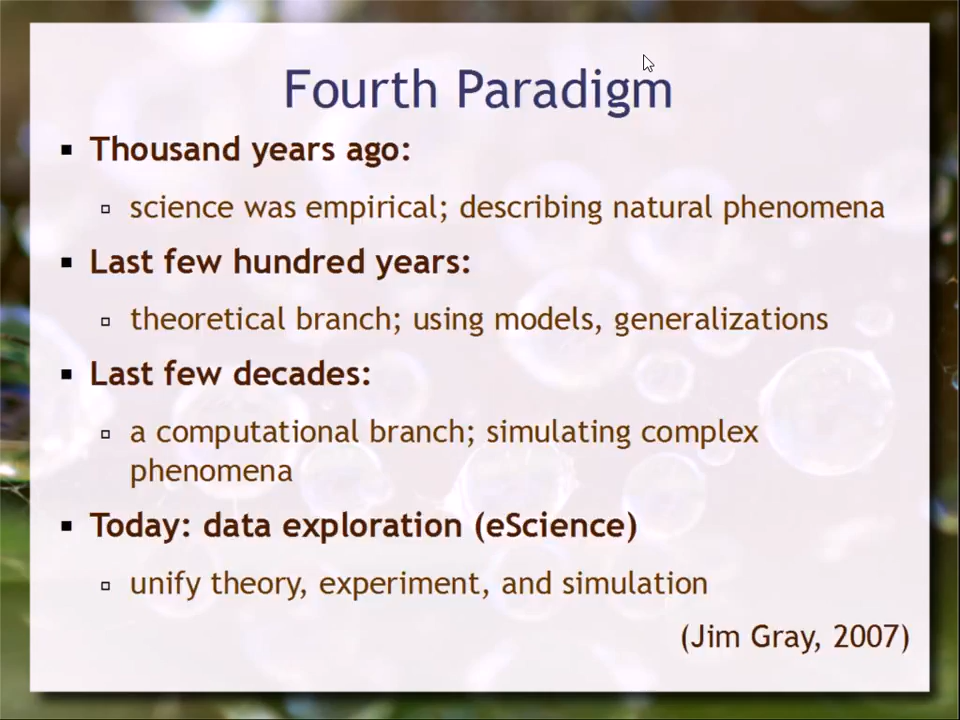 Fourth Paradigm
Thousand years ago:
science was empirical; describing natural phenomena
Last few hundred years:
theoretical branch; using models, generalizations
Last few decades:
a computational branch; simulating complex
phenomena
Today: data exploration (eScience)
unify theory, experiment, and simulation
(Jim Gray, 2007)